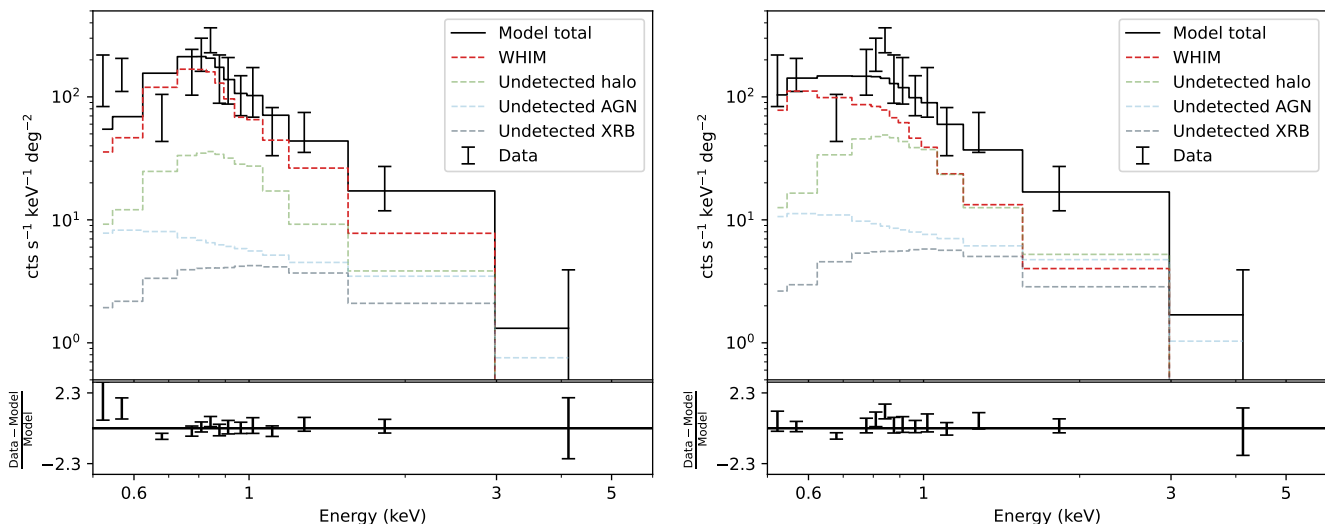 cts s⁻¹ keV⁻¹ deg⁻²
10²
10¹
10⁰
Model total
WHIM
Undetected halo
Undetected AGN
Undetected XRB
Data
Data − Model
Model
2.3
−2.3
0.6
1
3
5
Energy (keV)
cts s⁻¹ keV⁻¹ deg⁻²
10²
10¹
10⁰
Model total
WHIM
Undetected halo
Undetected AGN
Undetected XRB
Data
Data − Model
Model
2.3
−2.3
0.6
1
3
5
Energy (keV)